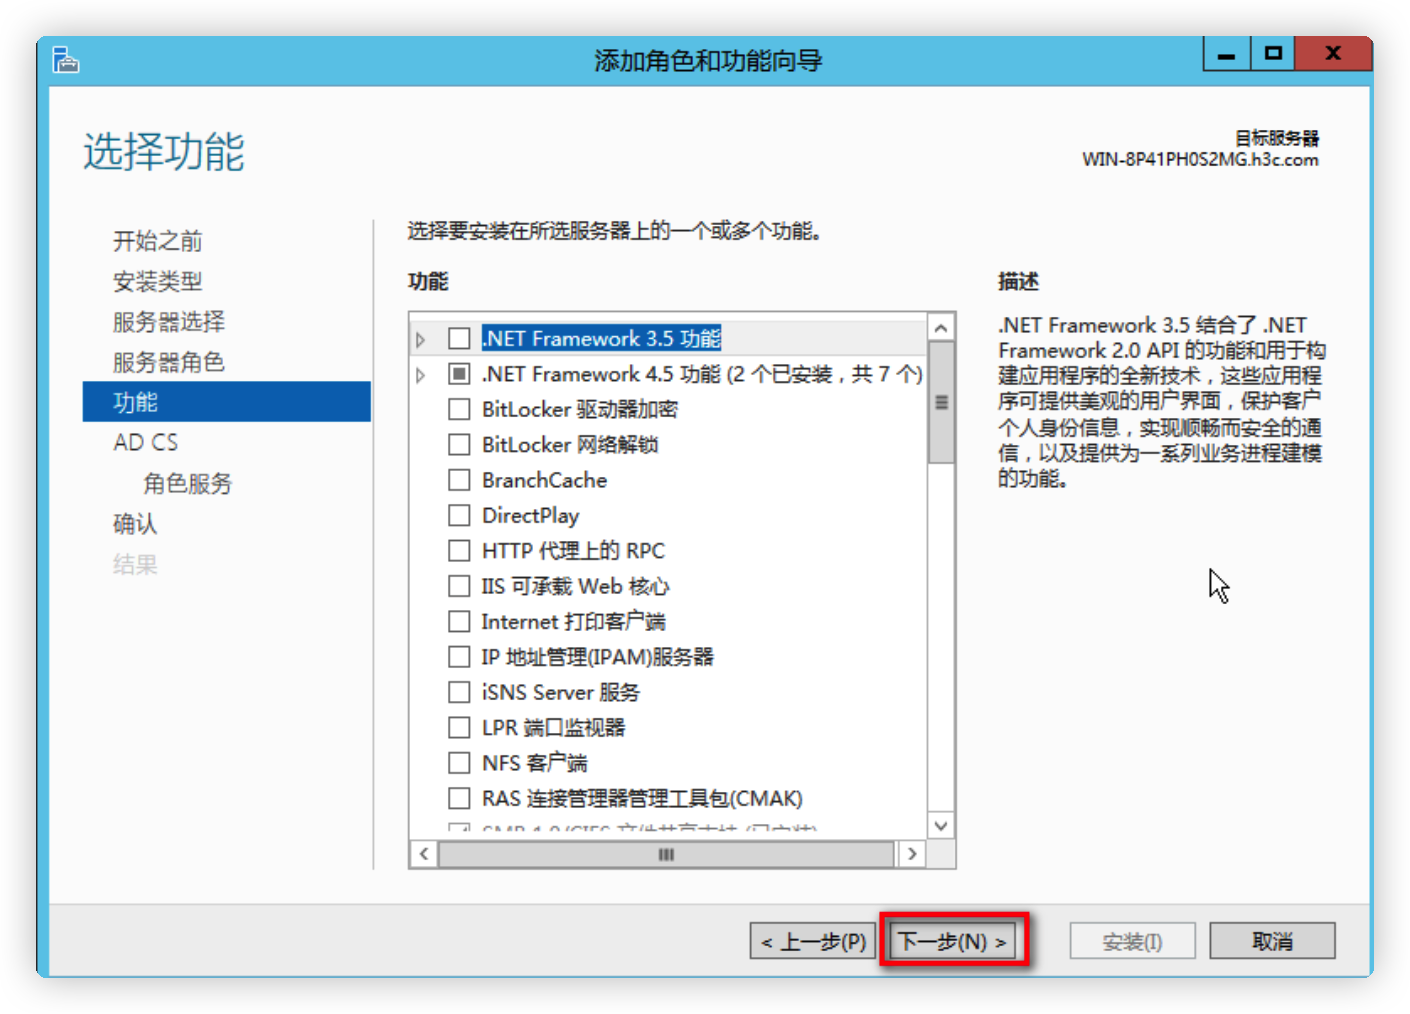 添加角色和功能向导
选择功能
目标服务器
WIN-8P41PH0S2MG.h3c.com
开始之前
安装类型
服务器选择
服务器角色
功能
AD CS
角色服务
确认
结果
选择要安装在所选服务器上的一个或多个功能。
功能
.NET Framework 3.5 功能
.NET Framework 4.5 功能 (2 个已安装，共 7 个)
BitLocker 驱动器加密
BitLocker 网络解锁
BranchCache
DirectPlay
HTTP 代理上的 RPC
IIS 可承载 Web 核心
Internet 打印客户端
IP 地址管理(IPAM)服务器
iSNS Server 服务
LPR 端口监视器
NFS 客户端
RAS 连接管理器管理工具包(CMAK)
SMB 1.0/CIFS 文件共享支持 (已安装)
描述
.NET Framework 3.5 结合了 .NET
Framework 2.0 API 的功能和用于构
建应用程序的全新技术，这些应用程
序可提供美观的用户界面，保护客户
个人身份信息，实现顺畅而安全的通
信，以及提供为一系列业务进程建模
的功能。
< 上一步(P)
下一步(N) >
安装(I)
取消